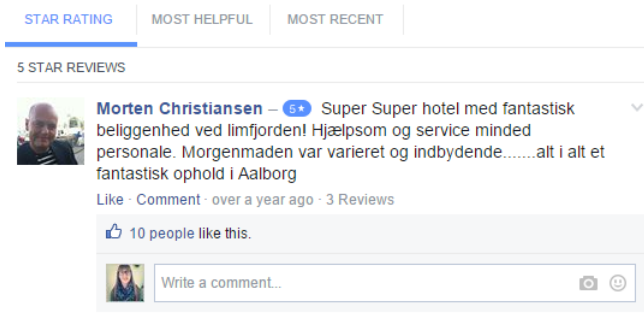 STAR RATING MOST HELPFUL MOST RECENT
5 STAR REVIEWS
Morten Christiansen – 5★ Super Super hotel med fantastisk
beliggenhed ved limfjorden! Hjælpsom og service minded
personale. Morgenmaden var varieret og indbydende.......alt i alt et
fantastisk ophold i Aalborg
Like · Comment · over a year ago · 3 Reviews
10 people like this.
Write a comment...